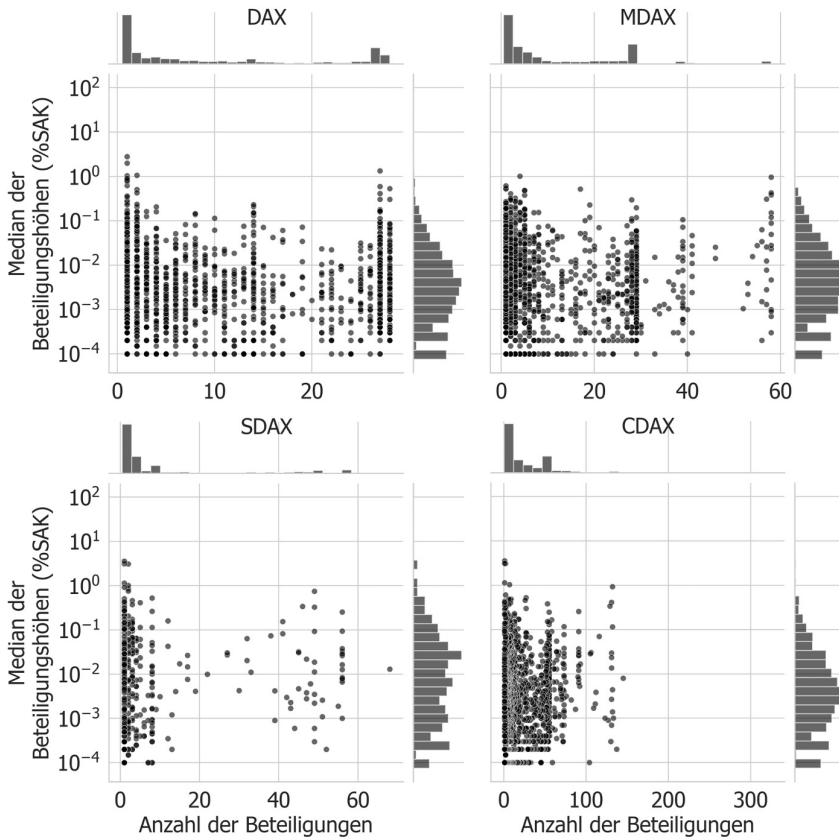 DAX
MDAX
Median der
Beteiligungshöhen (%SAK)
10²
10¹
10⁰
10⁻¹
10⁻²
10⁻³
10⁻⁴
0 10 20
0 20 40 60
SDAX
CDAX
Median der
Beteiligungshöhen (%SAK)
10²
10¹
10⁰
10⁻¹
10⁻²
10⁻³
10⁻⁴
0 20 40 60
0 100 200 300
Anzahl der Beteiligungen
Anzahl der Beteiligungen